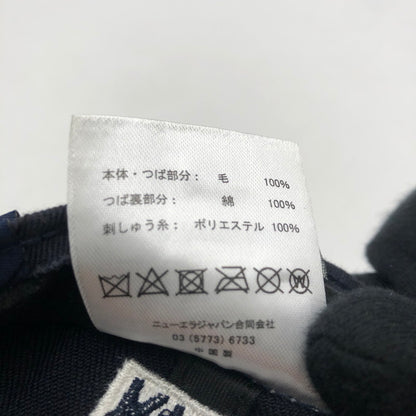 本体・つば部分： 毛 100%
つば裏部分： 綿 100%
刺しゅう糸： ポリエステル 100%
W
ニューエラジャパン合同会社
03 (5773) 6733
中国製